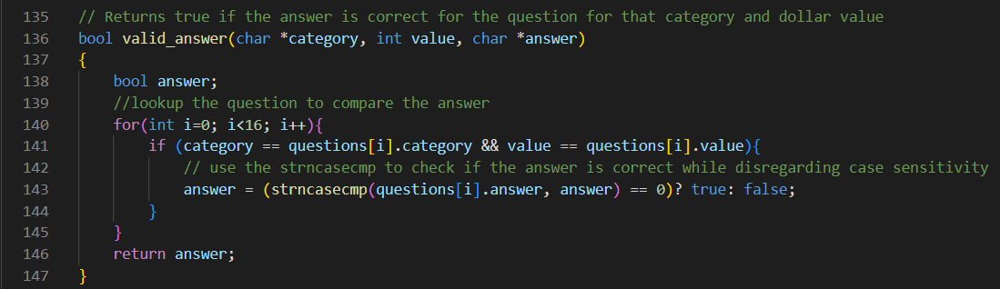 135 // Returns true if the answer is correct for the question for that category and dollar value
136 bool valid_answer(char *category, int value, char *answer)
137 {
138     bool answer;
139     //lookup the question to compare the answer
140     for(int i=0; i<16; i++){
141         if (category == questions[i].category && value == questions[i].value){
142             // use the strncasecmp to check if the answer is correct while disregarding case sensitivity
143             answer = (strncasecmp(questions[i].answer, answer) == 0)? true: false;
144         }
145     }
146     return answer;
147 }